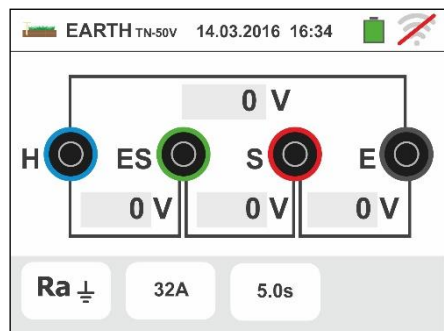 EARTH TN-50V 14.03.2016 16:34
0 V
H ES S E
0 V 0 V 0 V
Ra 32A 5.0s